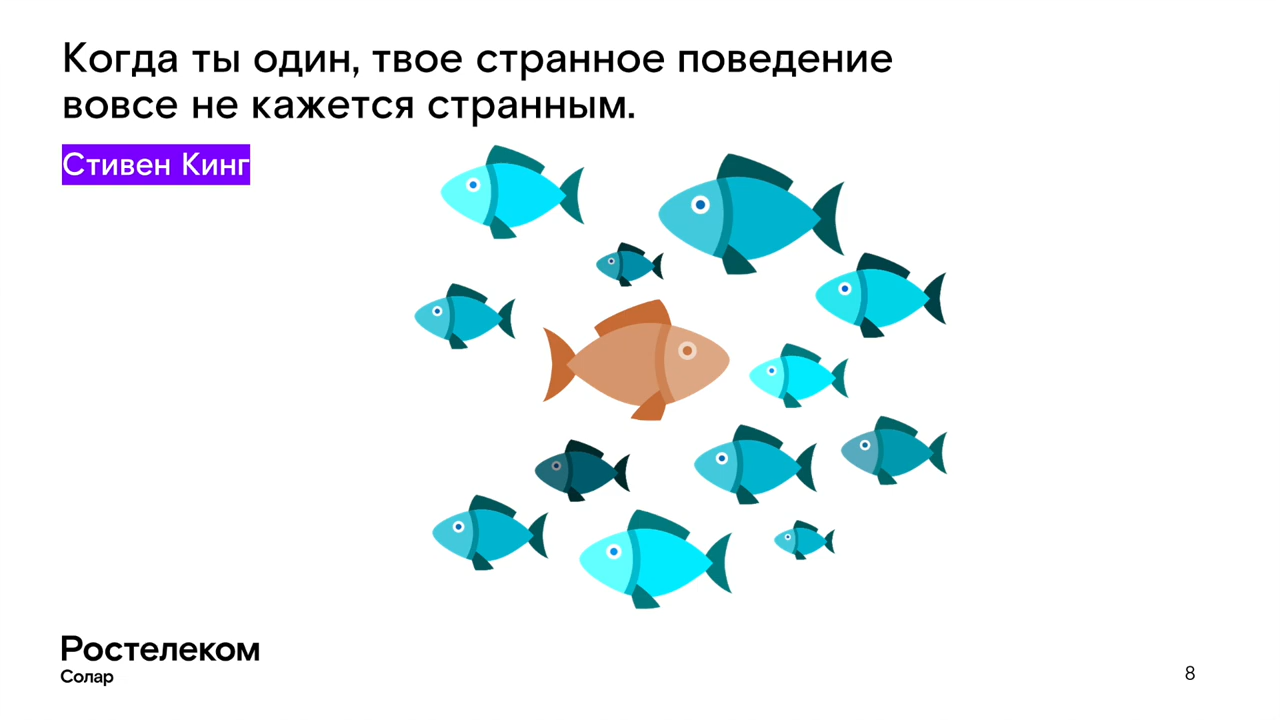 Когда ты один, твое странное поведение
вовсе не кажется странным.
Стивен Кинг
Ростелеком
Солар
8